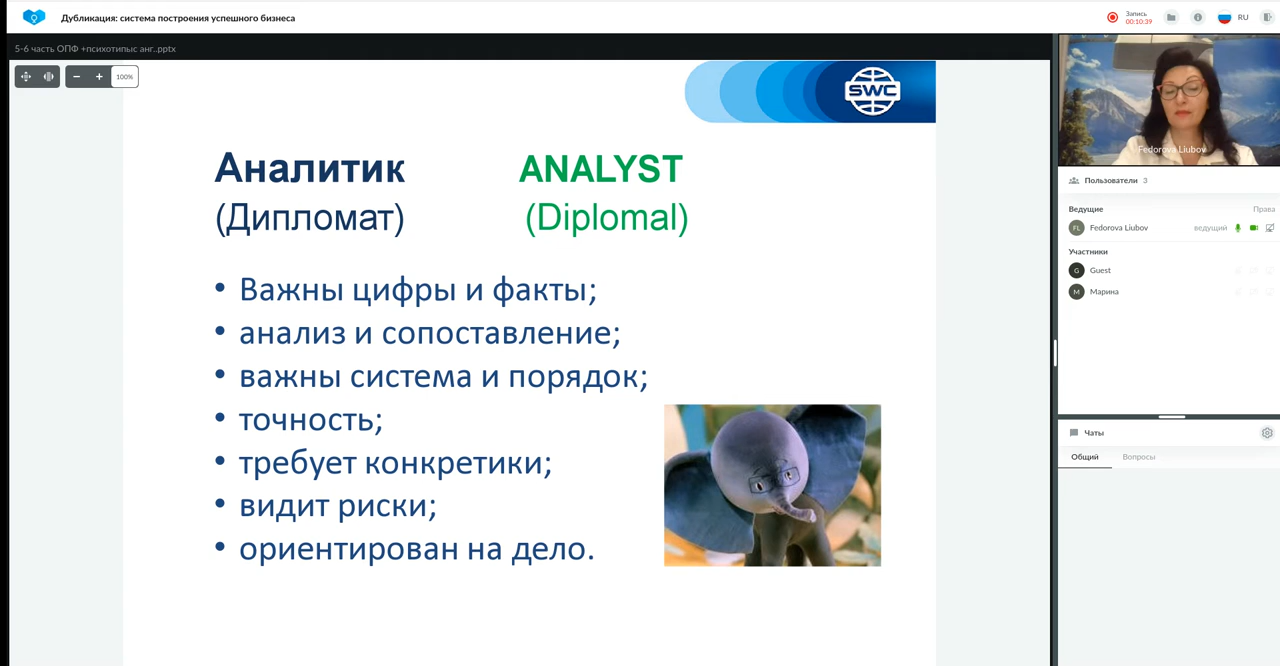 Дубликация: система построения успешного бизнеса
Запись
00:10:39
RU
5-6 часть ОПФ +психотипыс анг..pptx
100%
SWC
Аналитик
(Дипломат)
ANALYST
(Diplomal)
• Важны цифры и факты;
• анализ и сопоставление;
• важны система и порядок;
• точность;
• требует конкретики;
• видит риски;
• ориентирован на дело.
Fedorova Liubov
Пользователи 3
Ведущие
Права
FL
Fedorova Liubov
ведущий
Участники
G
Guest
M
Марина
Чаты
Общий
Вопросы